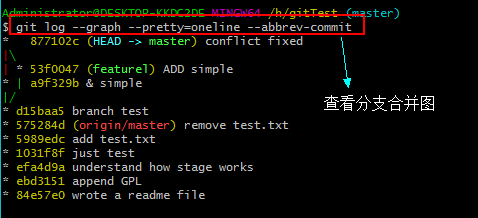 Administrator@DESKTOP-KKDC2DE MINGW64 /h/gitTest (master)
$ git log --graph --pretty=oneline --abbrev-commit
*   877102c (HEAD -> master) conflict fixed
|\
| * 53f0047 (feature1) ADD simple
* | a9f329b & simple
|/
* d15baa5 branch test
* 575284d (origin/master) remove test.txt
* 5989edc add test.txt
* 1031f8f just test
* efa4d9a understand how stage works
* ebd3151 append GPL
* 84e57e0 wrote a readme file
查看分支合并图